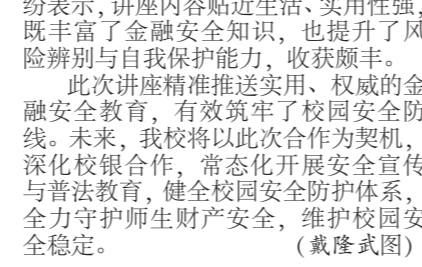 纷表示，讲座内容贴近生活、实用性强，
既丰富了金融安全知识，也提升了风
险辨别与自我保护能力，收获颇丰。
此次讲座精准推送实用、权威的金
融安全教育，有效筑牢了校园安全防
线。未来，我校将以此次合作为契机，
深化校银合作，常态化开展安全宣传
与普法教育，健全校园安全防护体系，
全力守护师生财产安全，维护校园安
全稳定。 （戴隆武图）